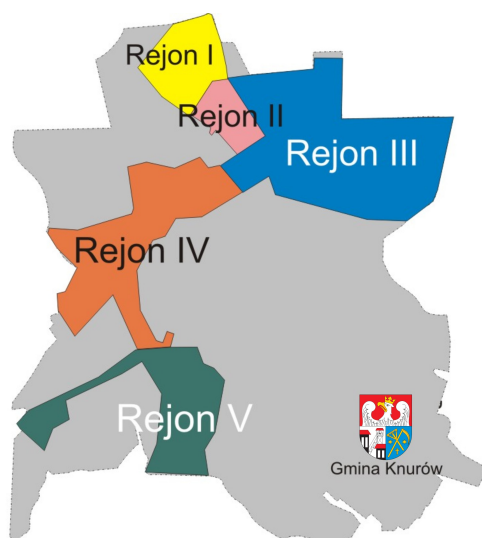 Rejon I
Rejon II
Rejon III
Rejon IV
Rejon V
Gmina Knurów